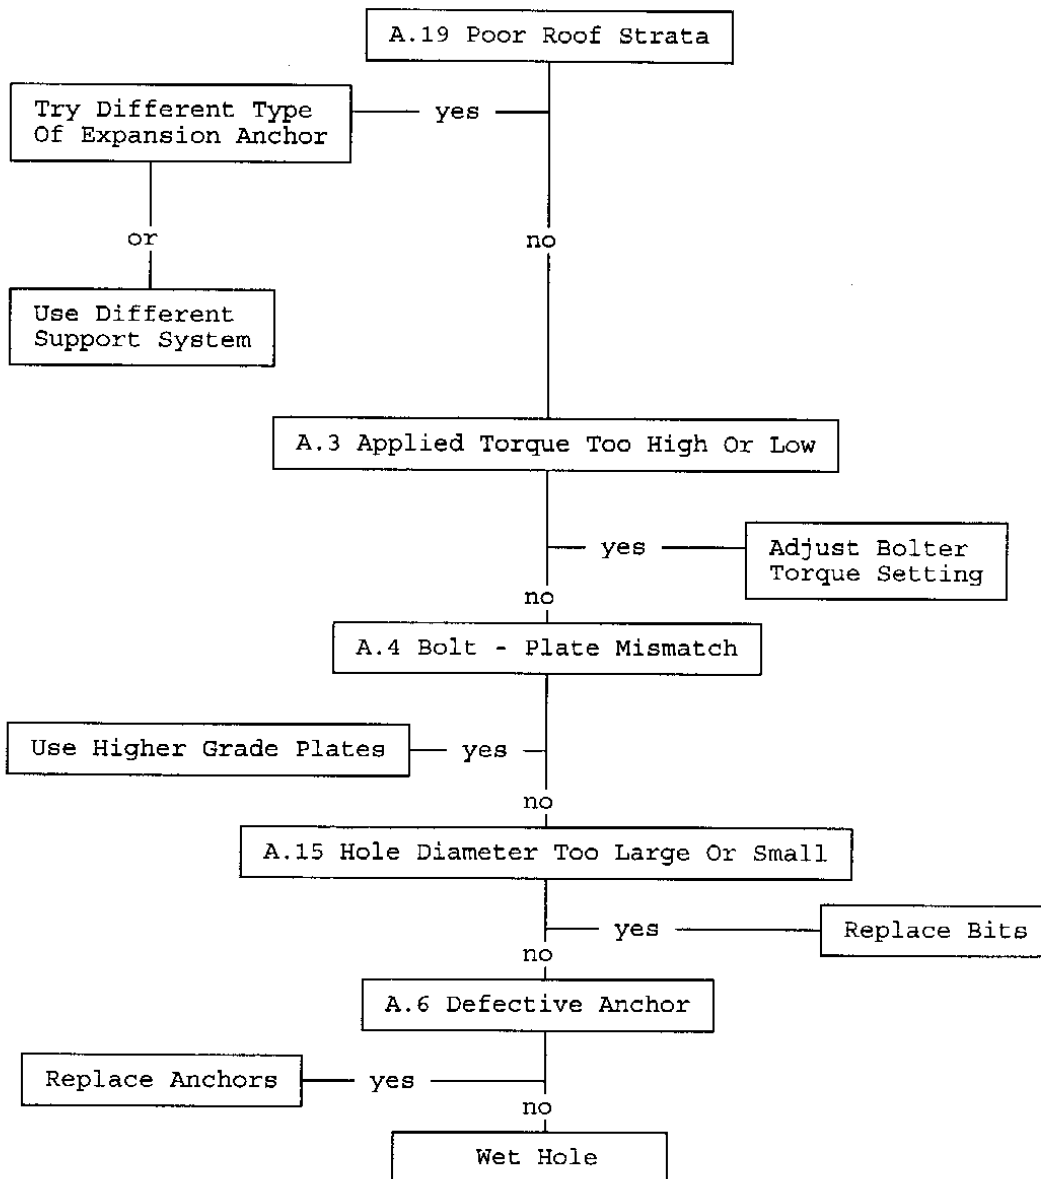 A.19 Poor Roof Strata
yes
Try Different Type
Of Expansion Anchor
or
no
Use Different
Support System
A.3 Applied Torque Too High Or Low
yes
Adjust Bolter
Torque Setting
no
A.4 Bolt - Plate Mismatch
Use Higher Grade Plates
yes
no
A.15 Hole Diameter Too Large Or Small
yes
Replace Bits
no
A.6 Defective Anchor
Replace Anchors
yes
no
Wet Hole